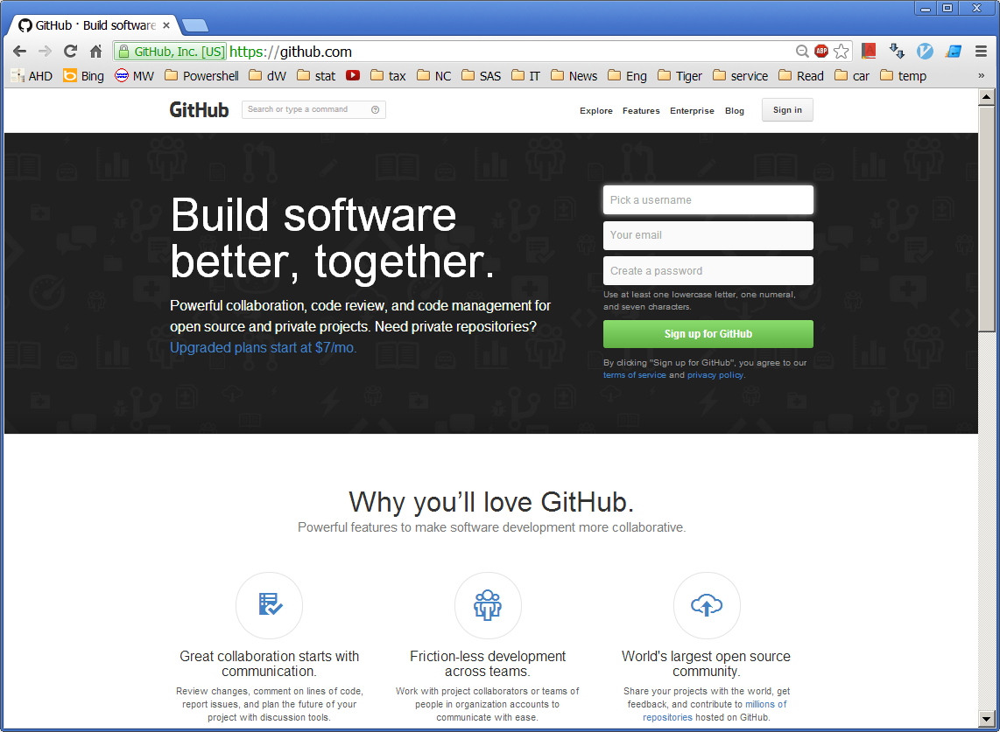 GitHub · Build software
GitHub, Inc. [US] https://github.com
ABP
AHD Bing MW Powershell dW stat tax NC SAS IT News Eng Tiger service Read car temp »
GitHub Search or type a command Explore Features Enterprise Blog Sign in
Build software
better, together.
Powerful collaboration, code review, and code management for
open source and private projects. Need private repositories?
Upgraded plans start at $7/mo.
Pick a username
Your email
Create a password
Use at least one lowercase letter, one numeral,
and seven characters.
Sign up for GitHub
By clicking "Sign up for GitHub", you agree to our
terms of service and privacy policy.
Why you’ll love GitHub.
Powerful features to make software development more collaborative.
Great collaboration starts with
communication.
Review changes, comment on lines of code,
report issues, and plan the future of your
project with discussion tools.
Friction-less development
across teams.
Work with project collaborators or teams of
people in organization accounts to
communicate with ease.
World's largest open source
community.
Share your projects with the world, get
feedback, and contribute to millions of
repositories hosted on GitHub.